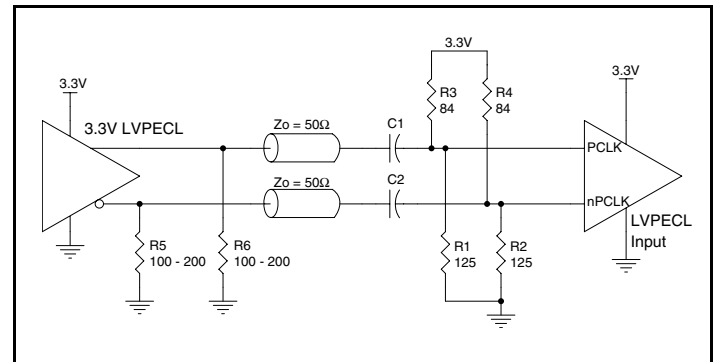 3.3V
3.3V
3.3V
3.3V LVPECL
R3
84
R4
84
Zo = 50Ω
C1
PCLK
Zo = 50Ω
C2
nPCLK
LVPECL
Input
R5
100 - 200
R6
100 - 200
R1
125
R2
125